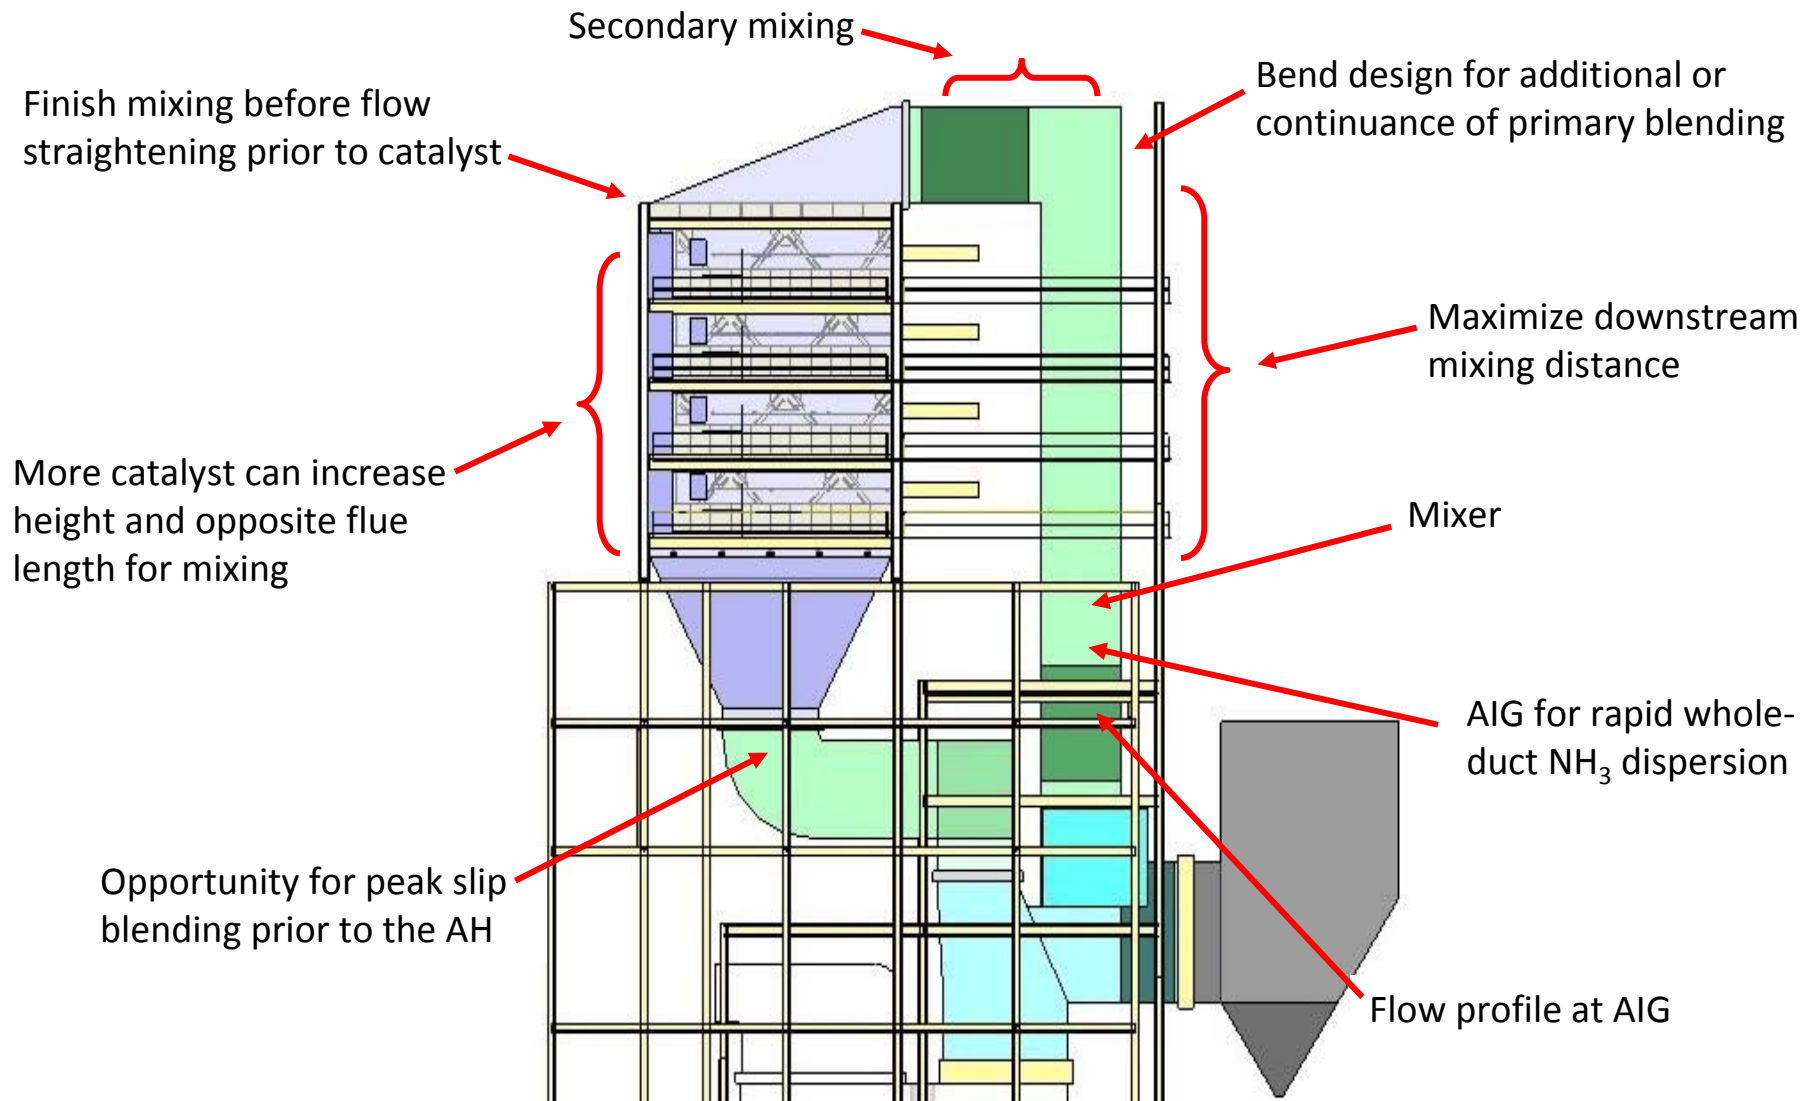 Secondary mixing
Finish mixing before flow
straightening prior to catalyst
Bend design for additional or
continuance of primary blending
Maximize downstream
mixing distance
More catalyst can increase
height and opposite flue
length for mixing
Mixer
AIG for rapid whole-
duct NH₃ dispersion
Opportunity for peak slip
blending prior to the AH
Flow profile at AIG